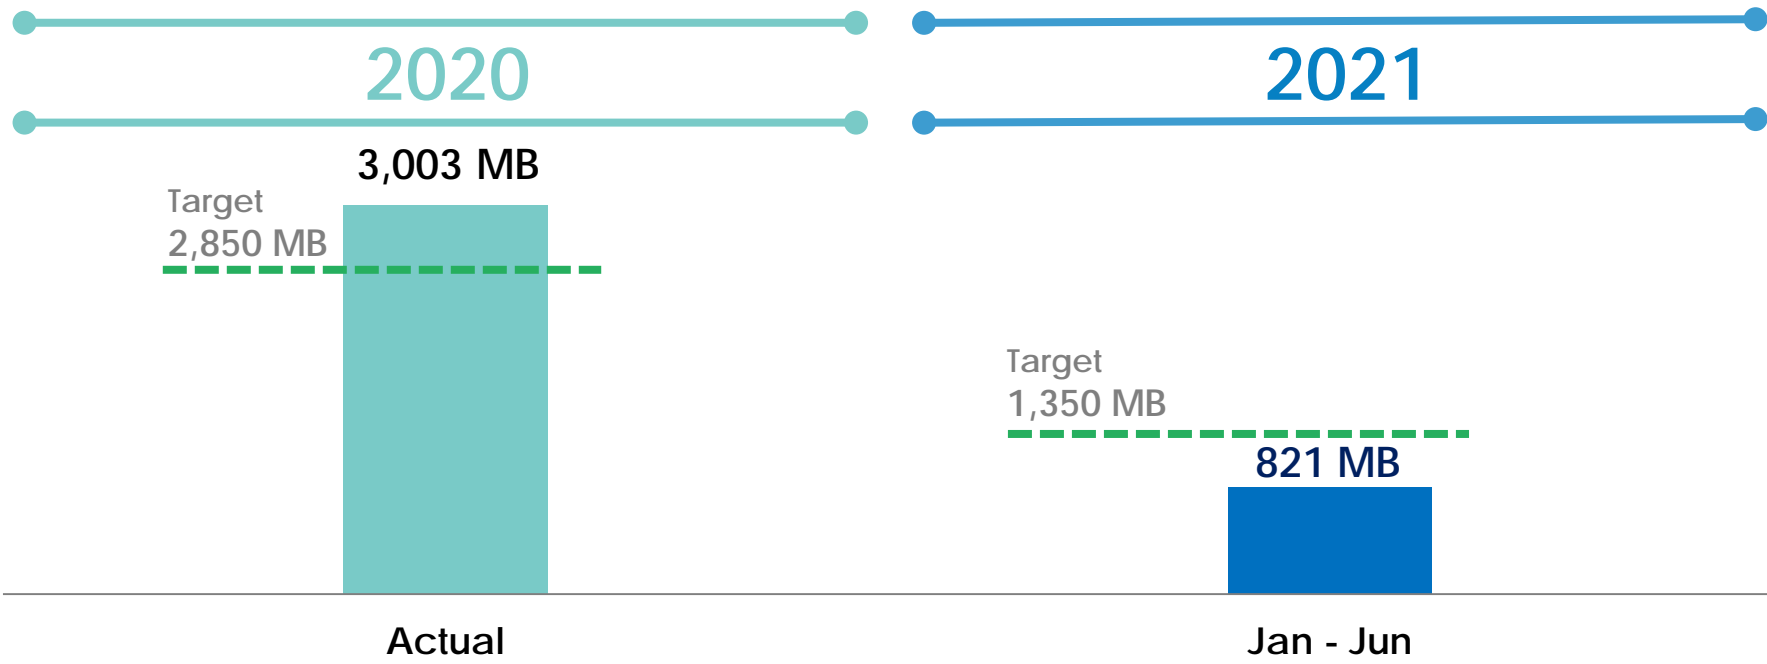 2020
3,003 MB
Target
2,850 MB
Actual
2021
Target
1,350 MB
821 MB
Jan - Jun